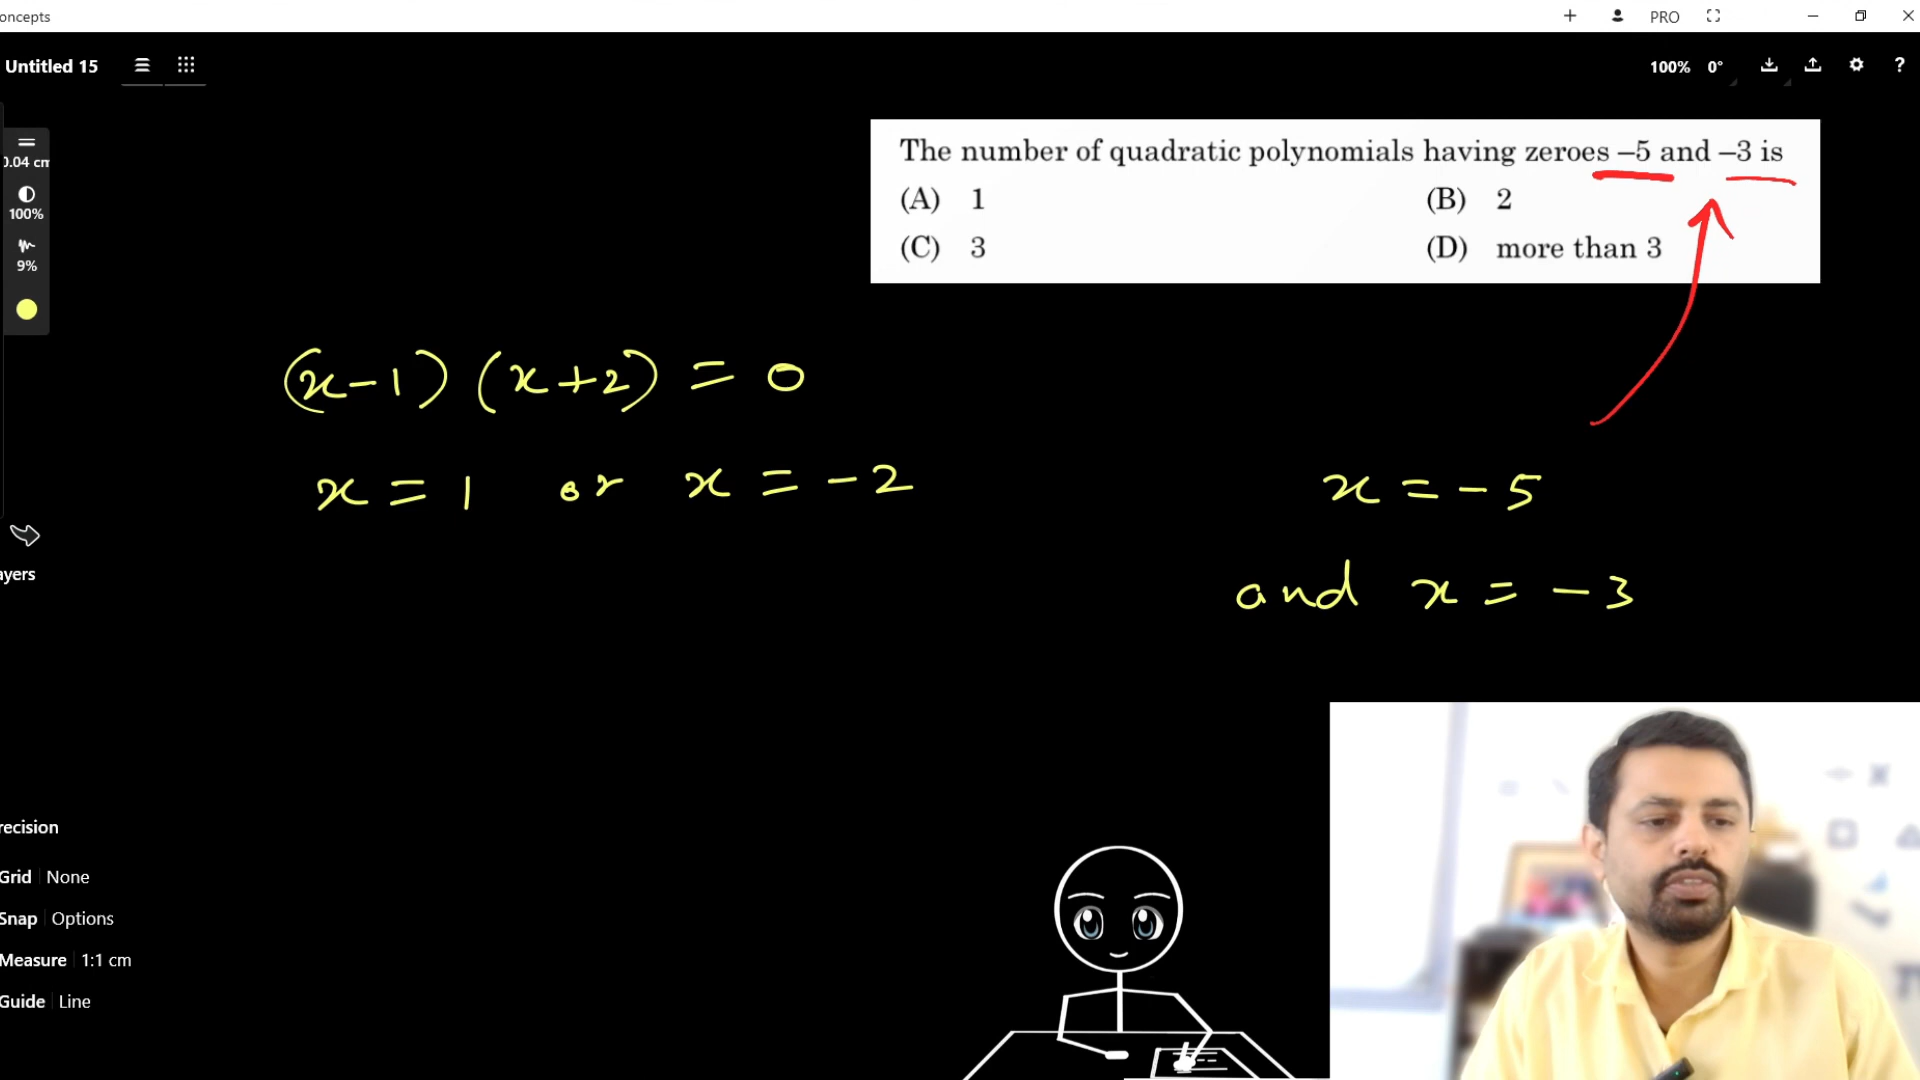 oncepts
PRO
Untitled 15
100% 0°
?
0.04 cm
100%
9%
The number of quadratic polynomials having zeroes –5 and –3 is
(A) 1 (B) 2
(C) 3 (D) more than 3
(x-1) (x+2) = 0
x = 1 or x = -2
x = -5
and x = -3
ayers
recision
Grid None
Snap Options
Measure 1:1 cm
Guide Line